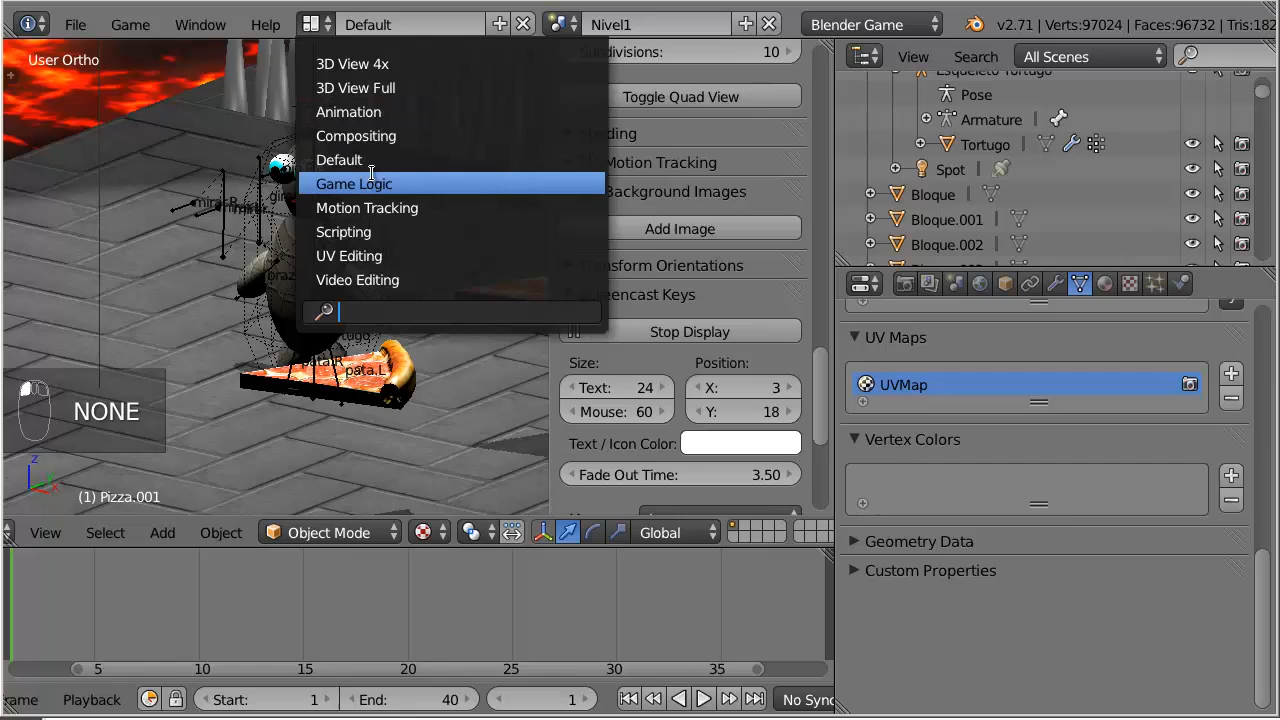 File Game Window Help Default Nivel1 Blender Game v2.71 | Verts:97024 | Faces:96732 | Tris:182
User Ortho
3D View 4x
3D View Full
Animation
Compositing
Default
Game Logic
Motion Tracking
Scripting
UV Editing
Video Editing
pata.L
NONE
(1) Pizza.001
Subdivisions: 10
Toggle Quad View
Motion Tracking
Background Images
Add Image
Transform Orientations
Screencast Keys
Stop Display
Size: Position:
Text: 24 X: 3
Mouse: 60 Y: 18
Text / Icon Color:
Fade Out Time: 3.50
View Search All Scenes
Esqueleto Tortugo
Pose
Armature
Tortugo
Spot
Bloque
Bloque.001
Bloque.002
UV Maps
UVMap
Vertex Colors
Geometry Data
Custom Properties
View Select Add Object Object Mode Global
5 10 15 20 25 30 35
rame Playback Start: 1 End: 40 1 No Sync